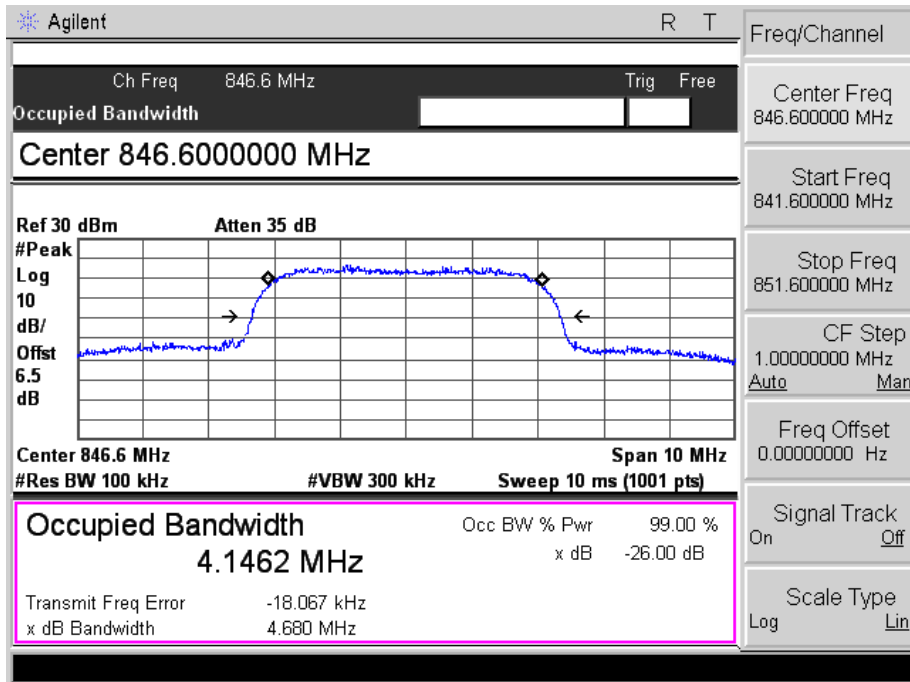 Agilent R T
Ch Freq 846.6 MHz Trig Free
Occupied Bandwidth
Center 846.6000000 MHz
Ref 30 dBm Atten 35 dB
#Peak
Log
10
dB/
Offst
6.5
dB
Center 846.6 MHz Span 10 MHz
#Res BW 100 kHz #VBW 300 kHz Sweep 10 ms (1001 pts)
Occupied Bandwidth Occ BW % Pwr 99.00 %
4.1462 MHz x dB -26.00 dB
Transmit Freq Error -18.067 kHz
x dB Bandwidth 4.680 MHz
Freq/Channel
Center Freq
846.600000 MHz
Start Freq
841.600000 MHz
Stop Freq
851.600000 MHz
CF Step
1.00000000 MHz
Auto Man
Freq Offset
0.00000000 Hz
Signal Track
On Off
Scale Type
Log Lin